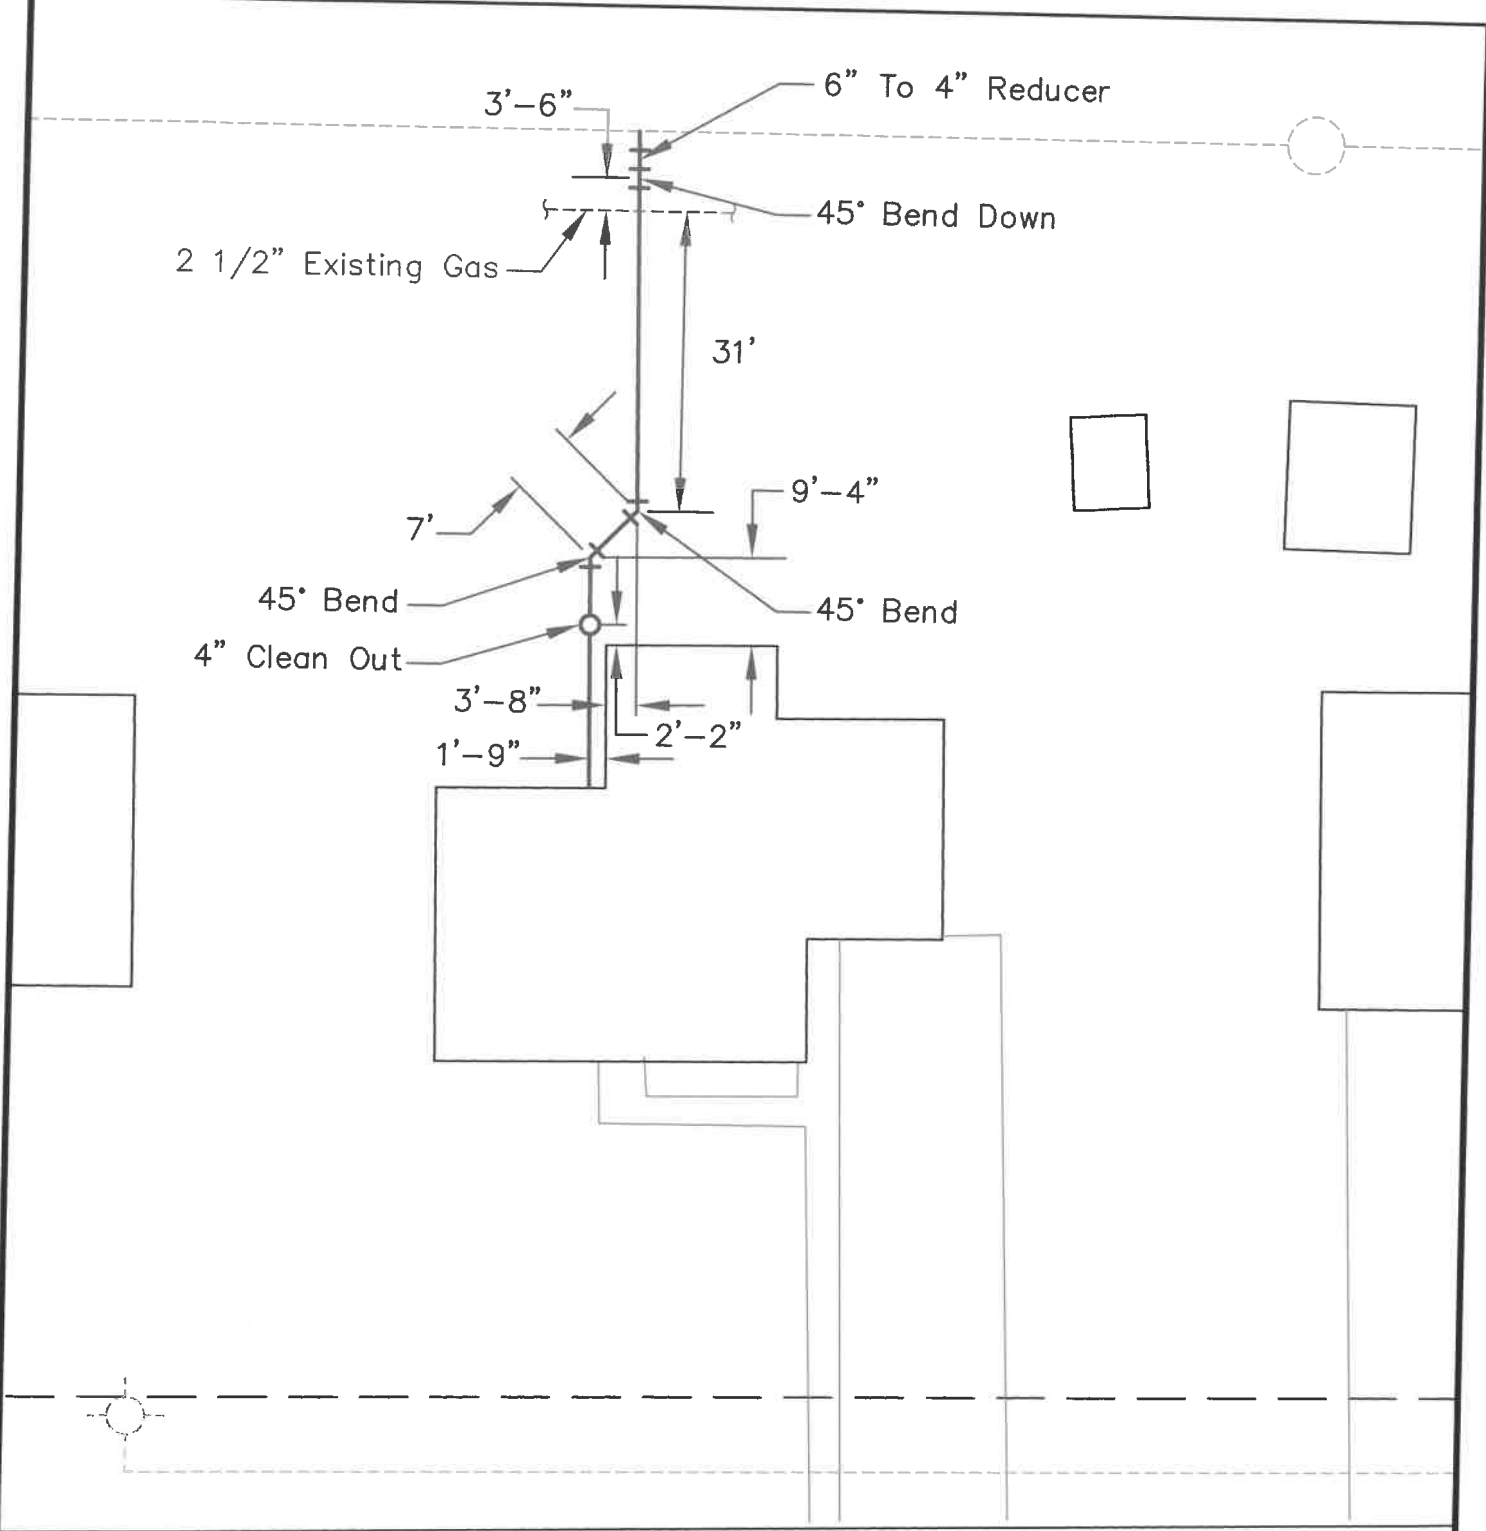 6” To 4” Reducer
3’-6”
45° Bend Down
2 1/2” Existing Gas
31’
9’-4”
7’
45° Bend
45° Bend
4” Clean Out
3’-8”
2’-2”
1’-9”